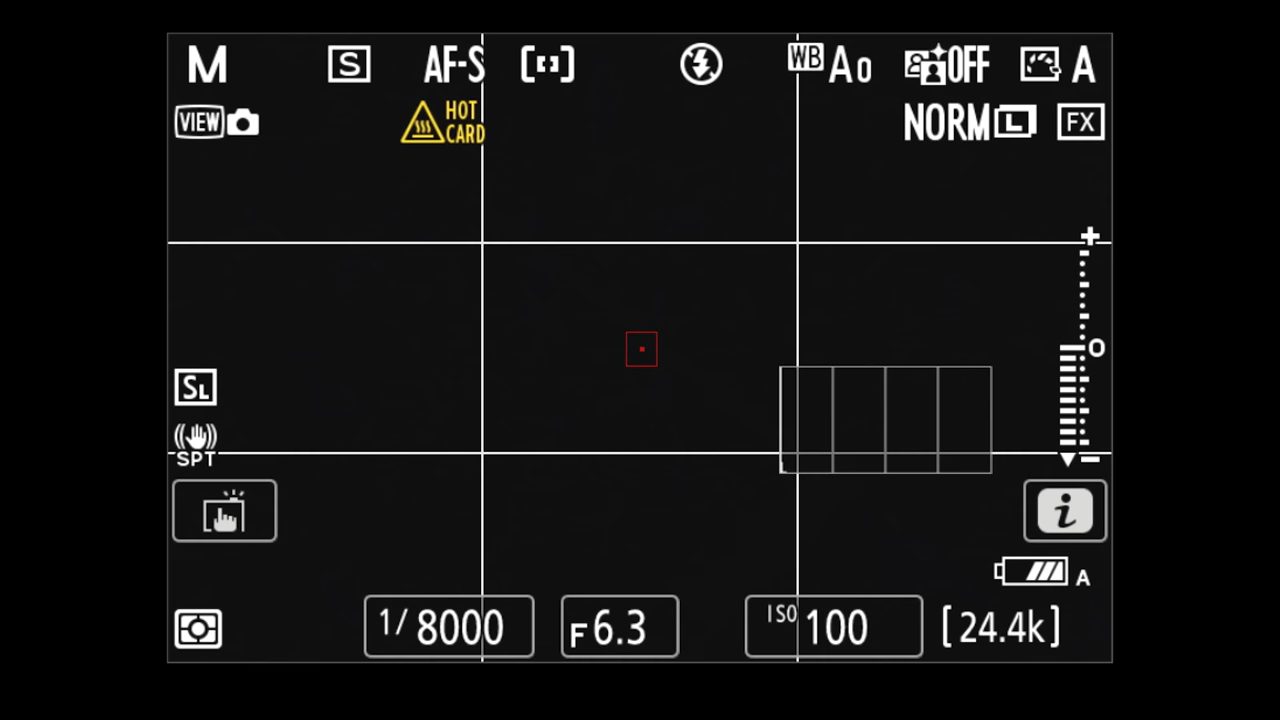 M S AF-S WB A0 OFF A
VIEW HOT CARD NORM L FX
+
0
SL
SPT
-
i
A
1/8000 F6.3 ISO 100 [24.4k]